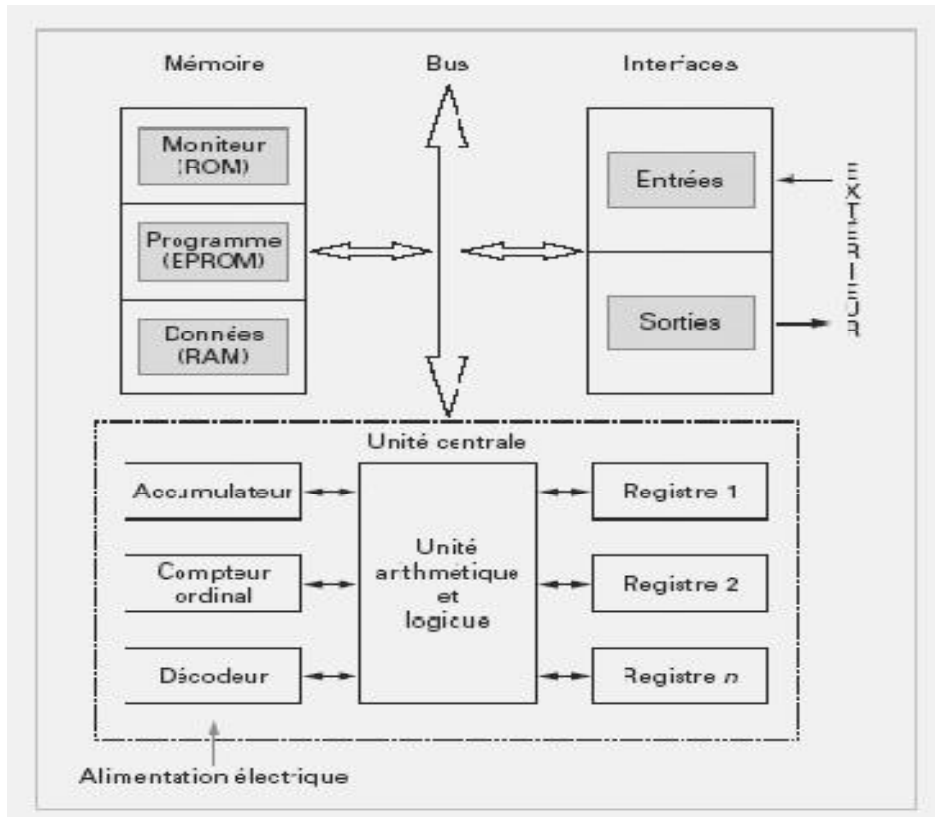 Mémoire
Bus
Interfaces
Moniteur
(ROM)
Programme
(EPROM)
Données
(RAM)
Entrées
Sorties
EXTERIEUR
Unité centrale
Accumulateur
Compteur
ordinal
Décodeur
Unité
arithmétique
et
logique
Registre 1
Registre 2
Registre n
Alimentation électrique